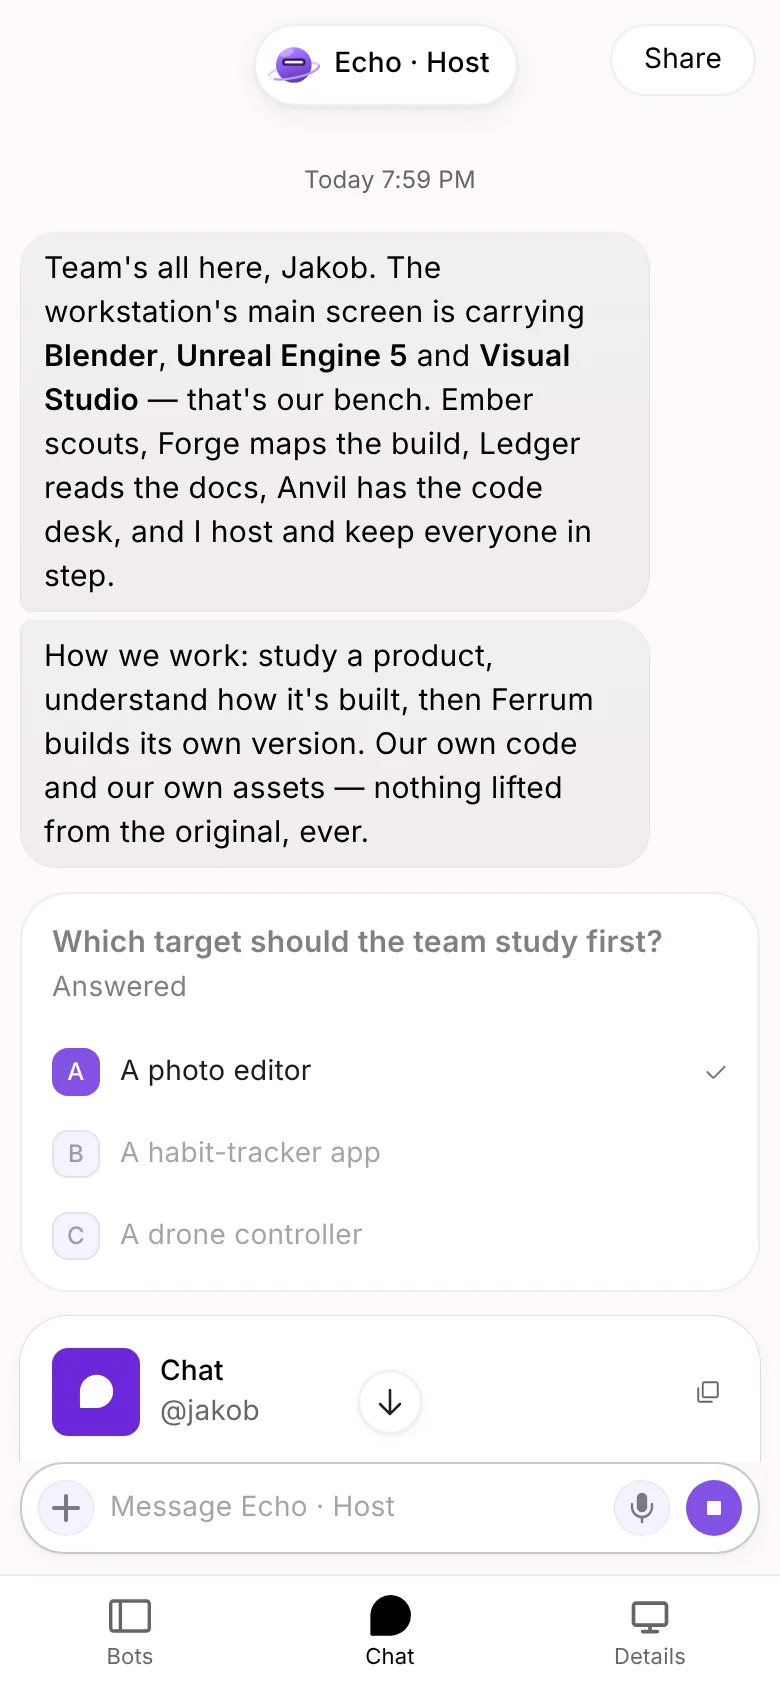 Echo · Host
Share
Today 7:59 PM
Team's all here, Jakob. The
workstation's main screen is carrying
Blender, Unreal Engine 5 and Visual
Studio — that's our bench. Ember
scouts, Forge maps the build, Ledger
reads the docs, Anvil has the code
desk, and I host and keep everyone in
step.
How we work: study a product,
understand how it's built, then Ferrum
builds its own version. Our own code
and our own assets — nothing lifted
from the original, ever.
Which target should the team study first?
Answered
A A photo editor
B A habit-tracker app
C A drone controller
Chat
@jakob
Message Echo · Host
Bots
Chat
Details